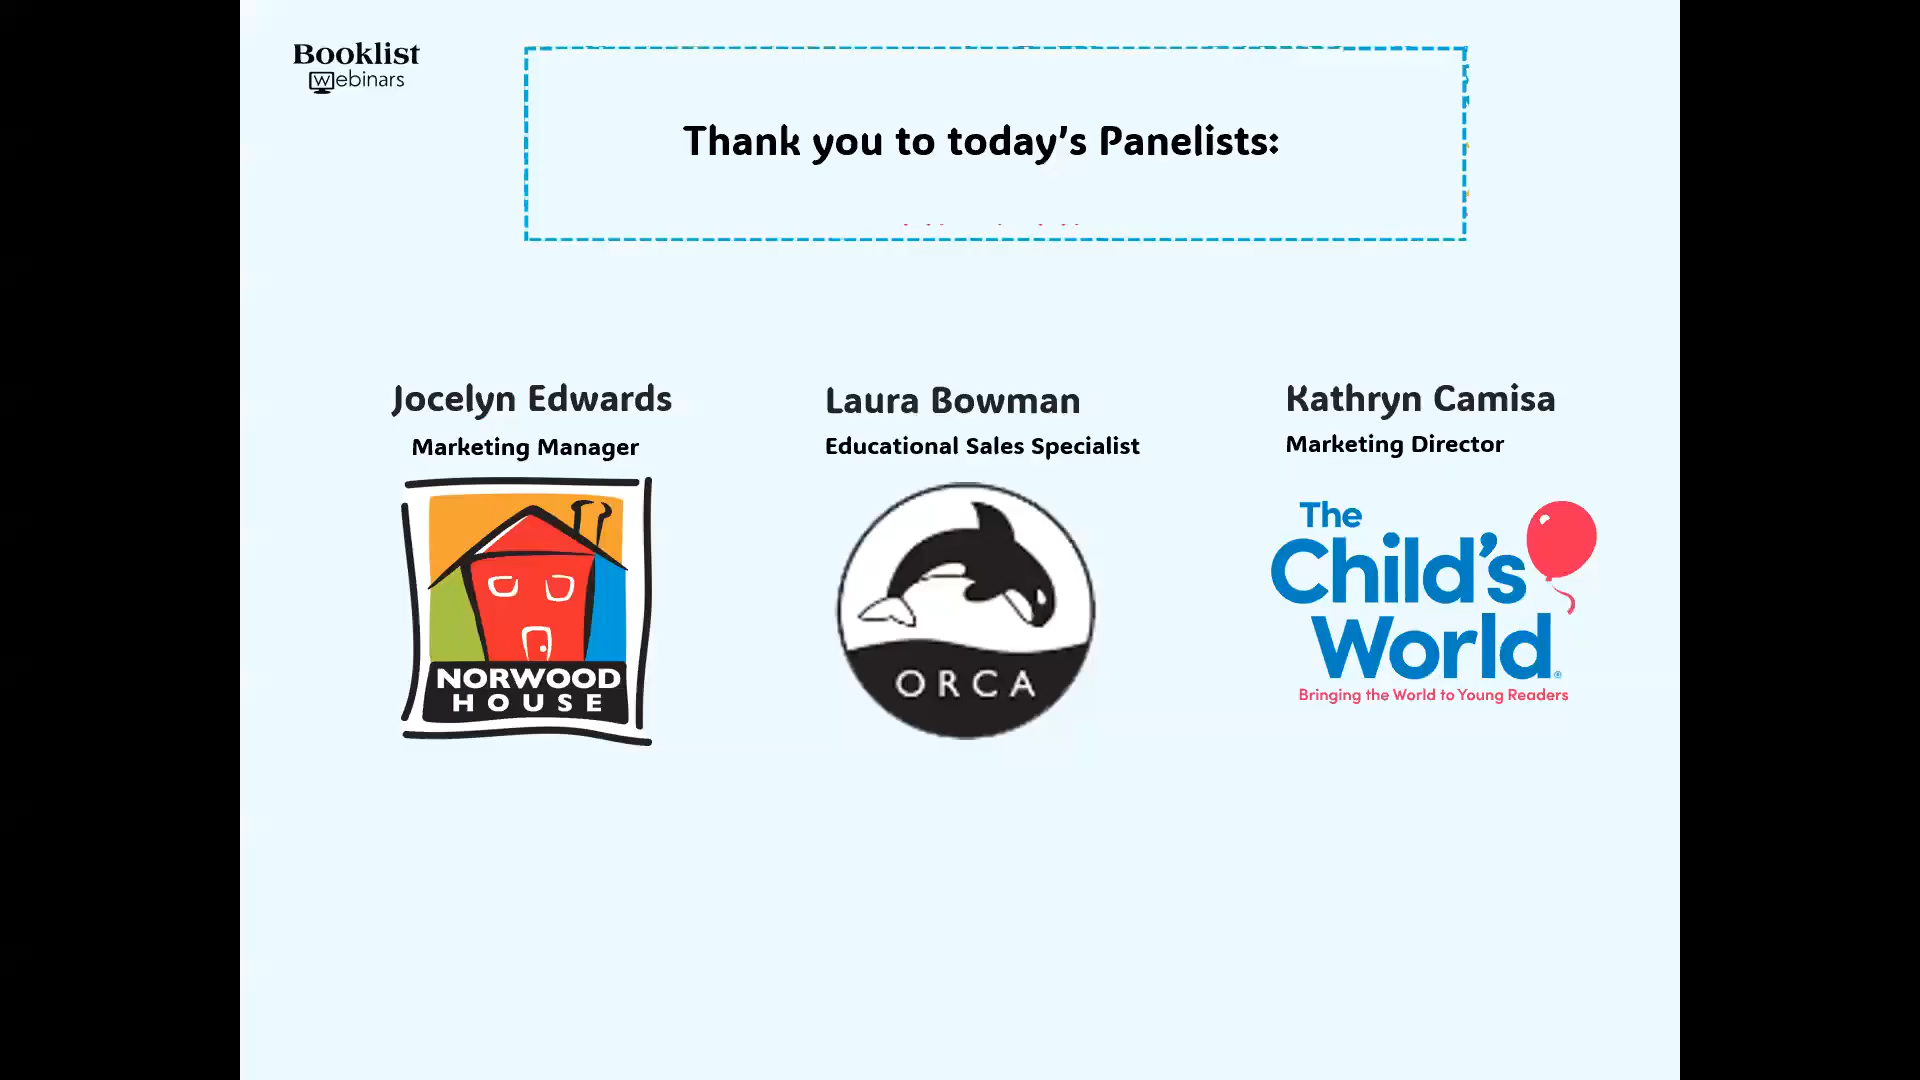 Booklist
Webinars
Thank you to today's Panelists:
Jocelyn Edwards
Marketing Manager
NORWOOD
HOUSE
Laura Bowman
Educational Sales Specialist
ORCA
Kathryn Camisa
Marketing Director
The
Child's
World®
Bringing the World to Young Readers